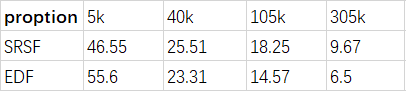 proption 5k 40k 105k 305k
SRSF 46.55 25.51 18.25 9.67
EDF 55.6 23.31 14.57 6.5